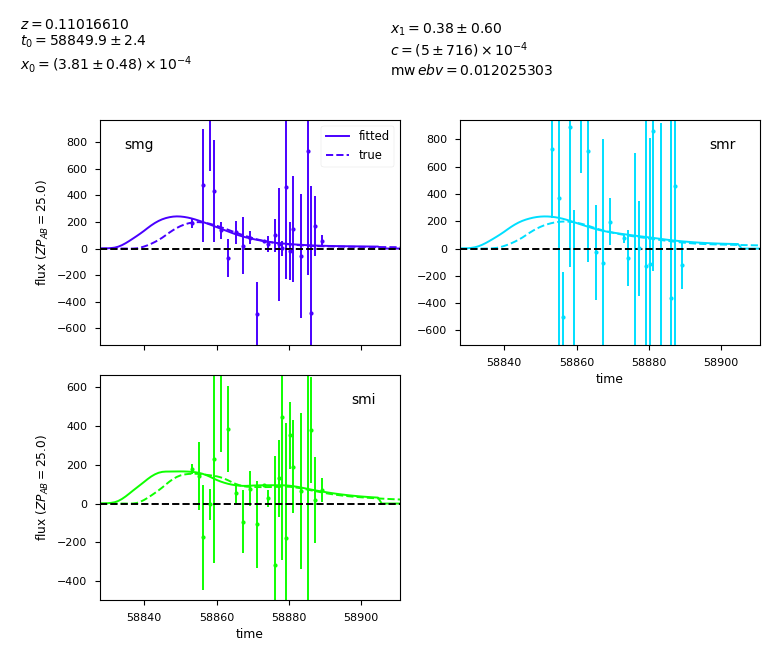 z = 0.11016610
t₀ = 58849.9 ± 2.4
x₀ = (3.81 ± 0.48) × 10⁻⁴
x₁ = 0.38 ± 0.60
c = (5 ± 716) × 10⁻⁴
mw ebv = 0.012025303
smg
fitted
true
800
600
400
200
0
−200
−400
−600
flux (ZP_AB = 25.0)
smr
800
600
400
200
0
−200
−400
−600
58840
58860
58880
58900
time
smi
600
400
200
0
−200
−400
flux (ZP_AB = 25.0)
58840
58860
58880
58900
time